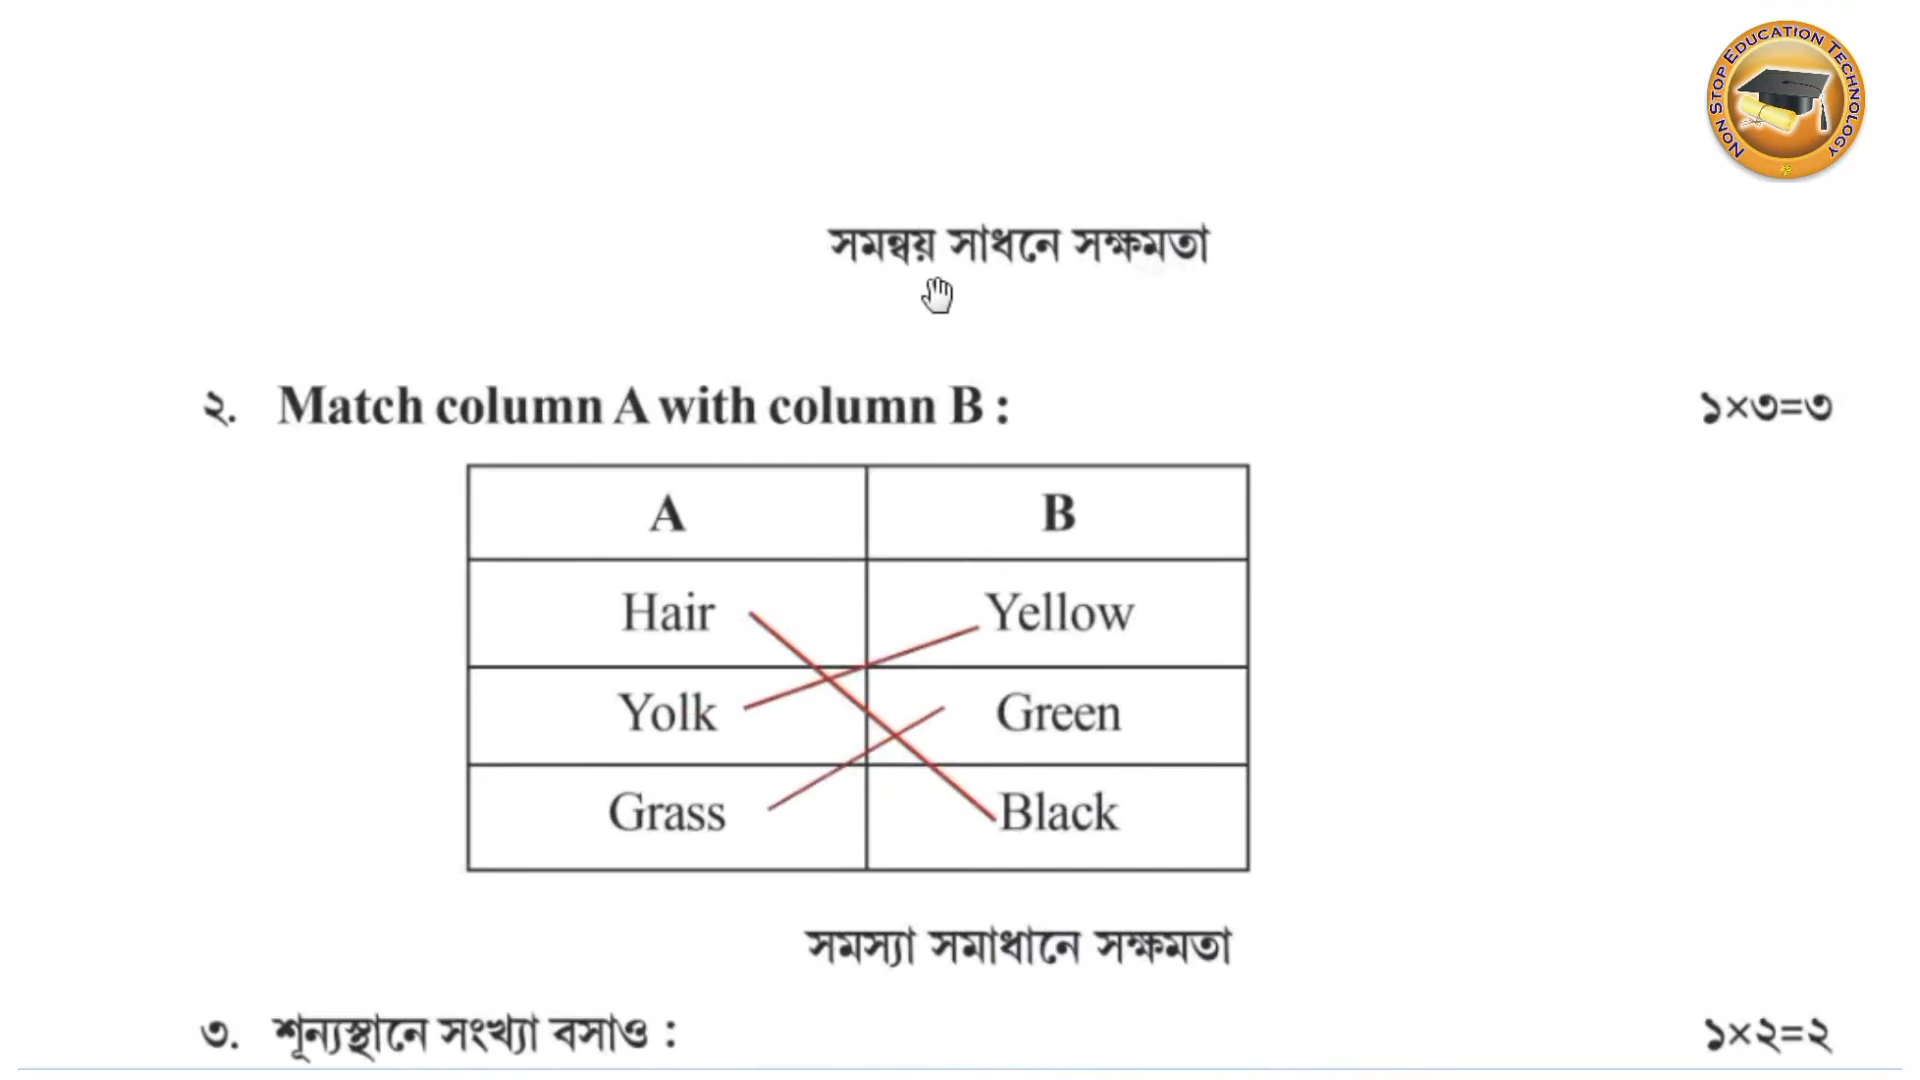 NON STOP EDUCATION TECHNOLOGY
সমন্বয় সাধনে সক্ষমতা
২. Match column A with column B : ১×৩=৩
A B
Hair Yellow
Yolk Green
Grass Black
সমস্যা সমাধানে সক্ষমতা
৩. শূন্যস্থানে সংখ্যা বসাও : ১×২=২